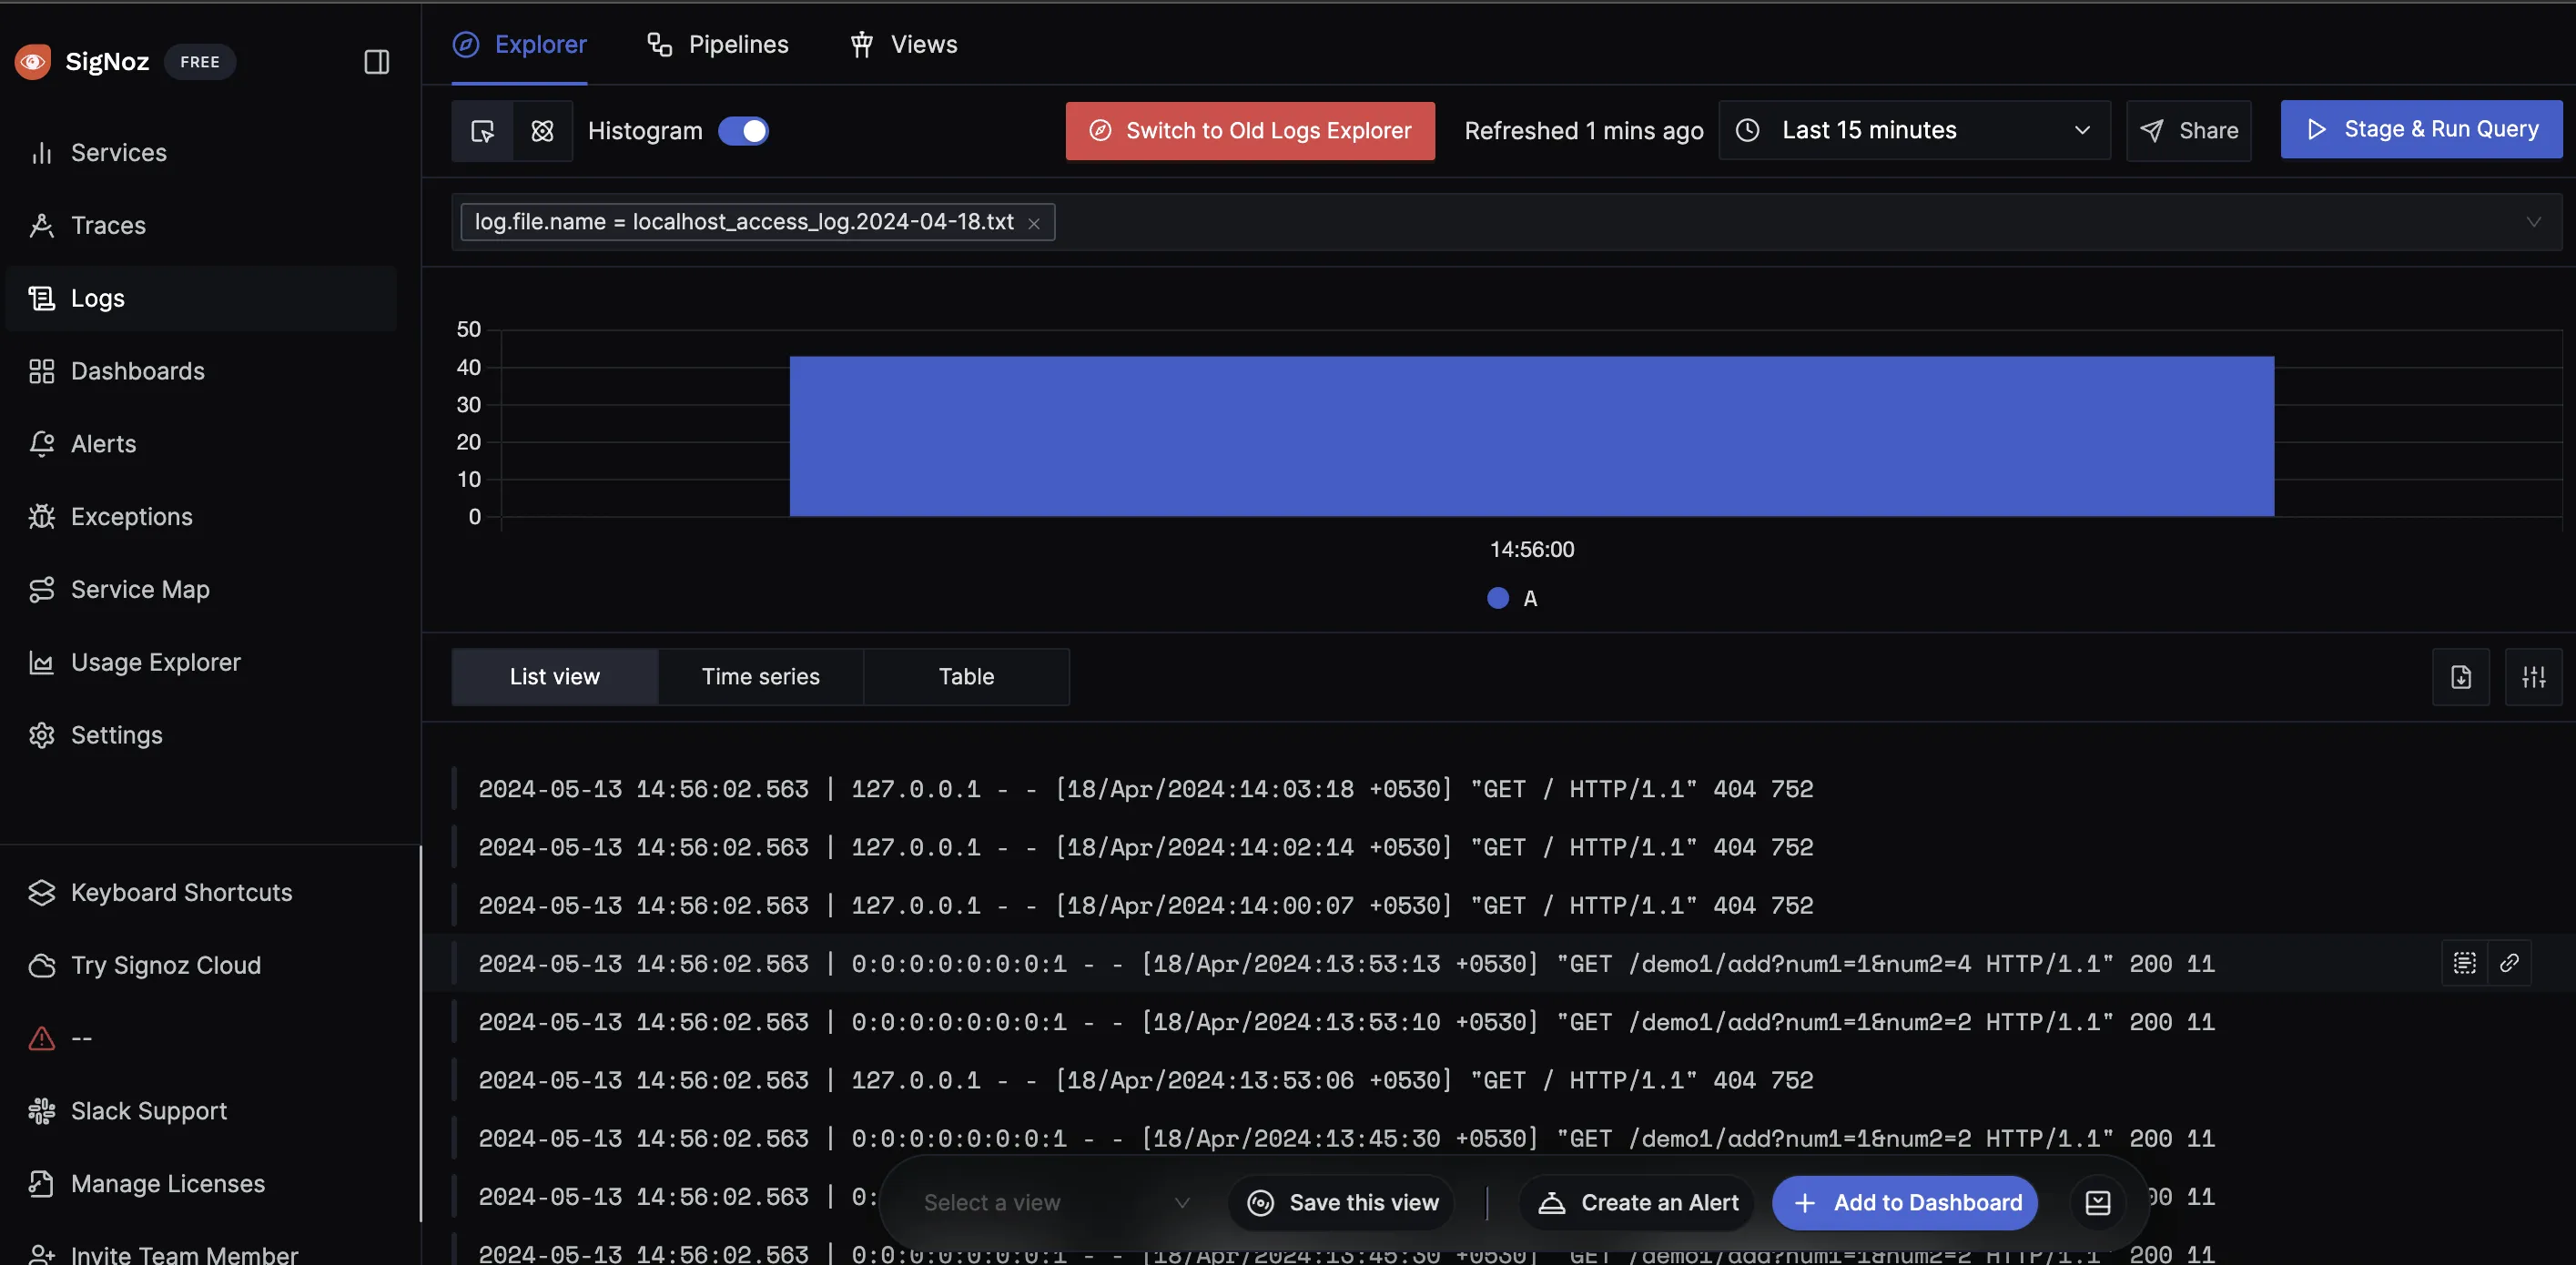 SigNoz FREE
Explorer Pipelines Views
Histogram Switch to Old Logs Explorer Refreshed 1 mins ago Last 15 minutes Share Stage & Run Query
log.file.name = localhost_access_log.2024-04-18.txt
Services
Traces
Logs
Dashboards
Alerts
Exceptions
Service Map
Usage Explorer
Settings
Keyboard Shortcuts
Try Signoz Cloud
--
Slack Support
Manage Licenses
Invite Team Member
50
40
30
20
10
0
14:56:00
A
List view Time series Table
2024-05-13 14:56:02.563 | 127.0.0.1 - - [18/Apr/2024:14:03:18 +0530] "GET / HTTP/1.1" 404 752
2024-05-13 14:56:02.563 | 127.0.0.1 - - [18/Apr/2024:14:02:14 +0530] "GET / HTTP/1.1" 404 752
2024-05-13 14:56:02.563 | 127.0.0.1 - - [18/Apr/2024:14:00:07 +0530] "GET / HTTP/1.1" 404 752
2024-05-13 14:56:02.563 | 0:0:0:0:0:0:0:1 - - [18/Apr/2024:13:53:13 +0530] "GET /demo1/add?num1=1&num2=4 HTTP/1.1" 200 11
2024-05-13 14:56:02.563 | 0:0:0:0:0:0:0:1 - - [18/Apr/2024:13:53:10 +0530] "GET /demo1/add?num1=1&num2=2 HTTP/1.1" 200 11
2024-05-13 14:56:02.563 | 127.0.0.1 - - [18/Apr/2024:13:53:06 +0530] "GET / HTTP/1.1" 404 752
2024-05-13 14:56:02.563 | 0:0:0:0:0:0:0:1 - - [18/Apr/2024:13:45:30 +0530] "GET /demo1/add?num1=1&num2=2 HTTP/1.1" 200 11
2024-05-13 14:56:02.563 | 0: 00 11
Select a view Save this view Create an Alert Add to Dashboard
2024-05-13 14:56:02.563 | 0:0:0:0:0:0:0:1 - - [18/Apr/2024:13:45:30 +0530] "GET /demo1/add?num1=1&num2=2 HTTP/1.1" 200 11